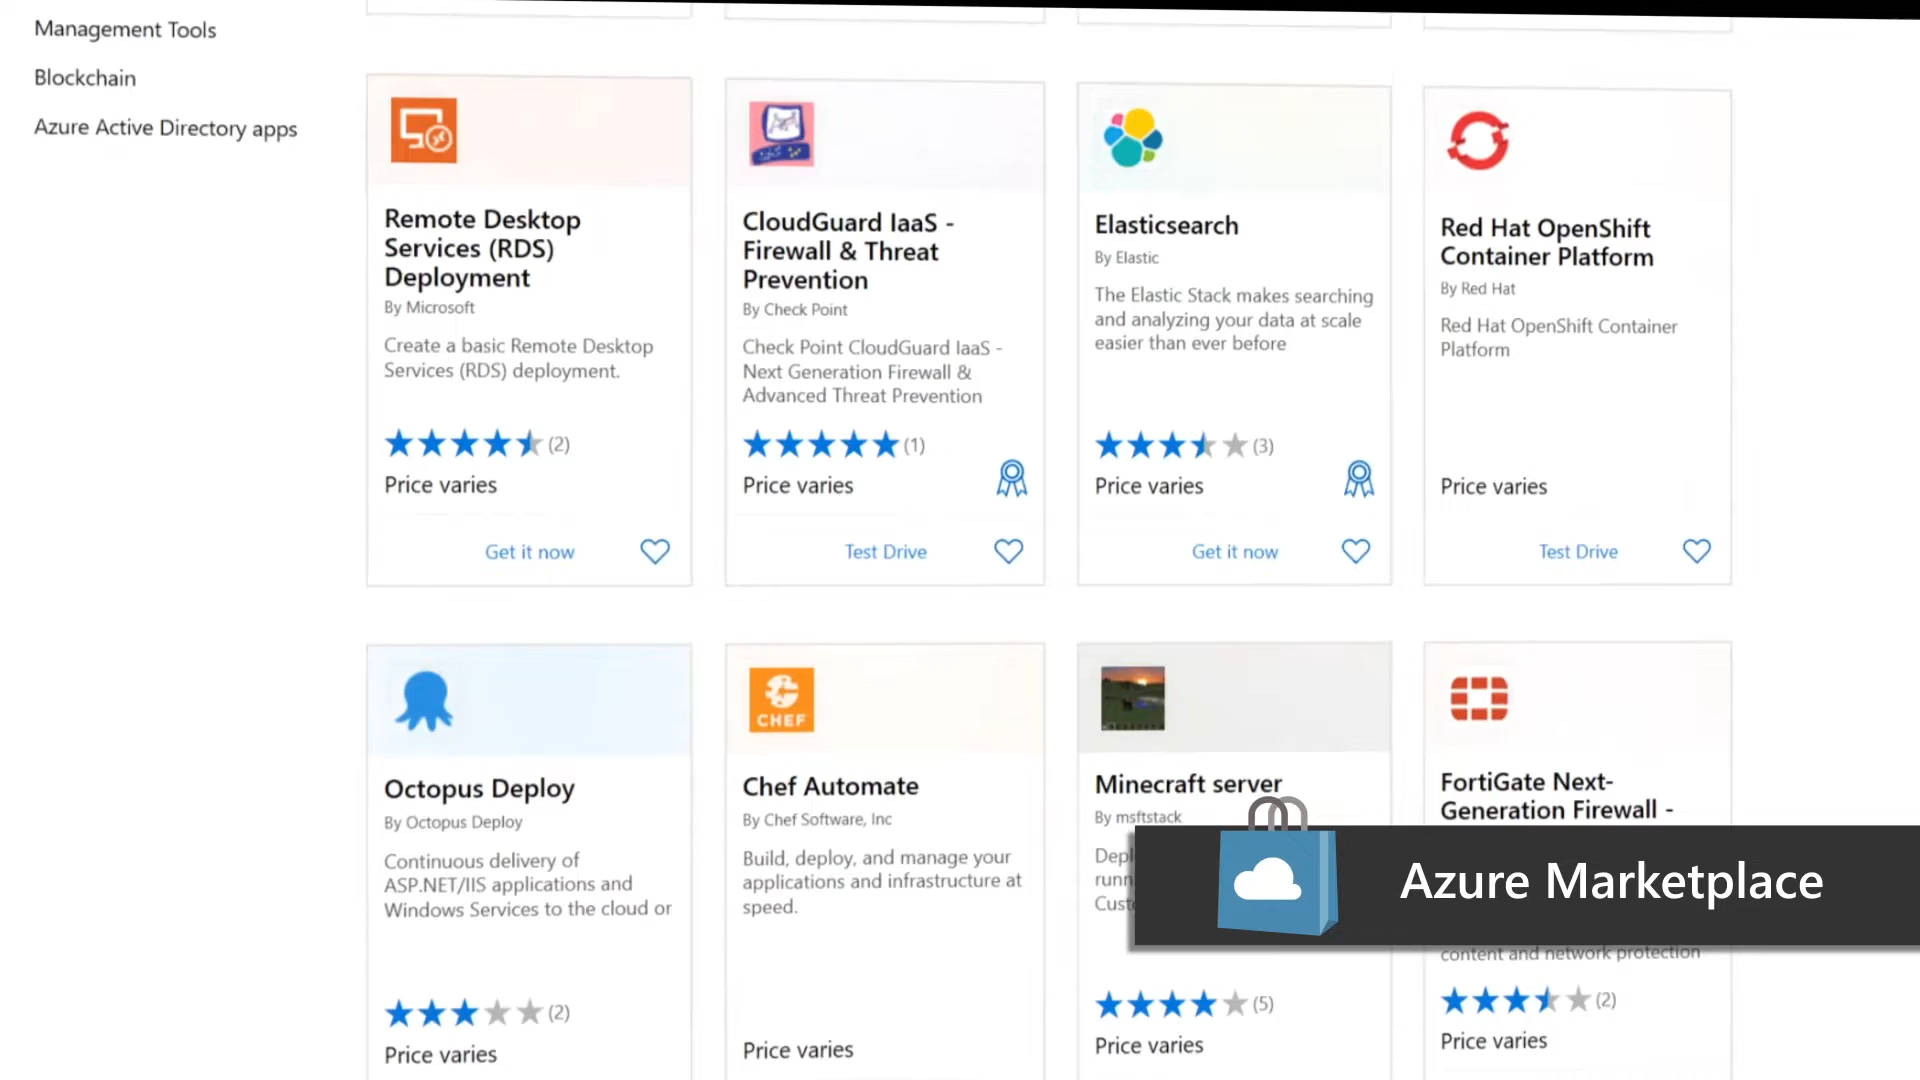 Management Tools
Blockchain
Azure Active Directory apps
Remote Desktop
Services (RDS)
Deployment
By Microsoft
Create a basic Remote Desktop
Services (RDS) deployment.
(2)
Price varies
Get it now
CloudGuard IaaS -
Firewall & Threat
Prevention
By Check Point
Check Point CloudGuard IaaS -
Next Generation Firewall &
Advanced Threat Prevention
(1)
Price varies
Test Drive
Elasticsearch
By Elastic
The Elastic Stack makes searching
and analyzing your data at scale
easier than ever before
(3)
Price varies
Get it now
Red Hat OpenShift
Container Platform
By Red Hat
Red Hat OpenShift Container
Platform
Price varies
Test Drive
Octopus Deploy
By Octopus Deploy
Continuous delivery of
ASP.NET/IIS applications and
Windows Services to the cloud or
(2)
Price varies
CHEF
Chef Automate
By Chef Software, Inc
Build, deploy, and manage your
applications and infrastructure at
speed.
Price varies
Minecraft server
By msftstack
(5)
Price varies
FortiGate Next-
Generation Firewall -
content and network protection
(2)
Price varies
Azure Marketplace